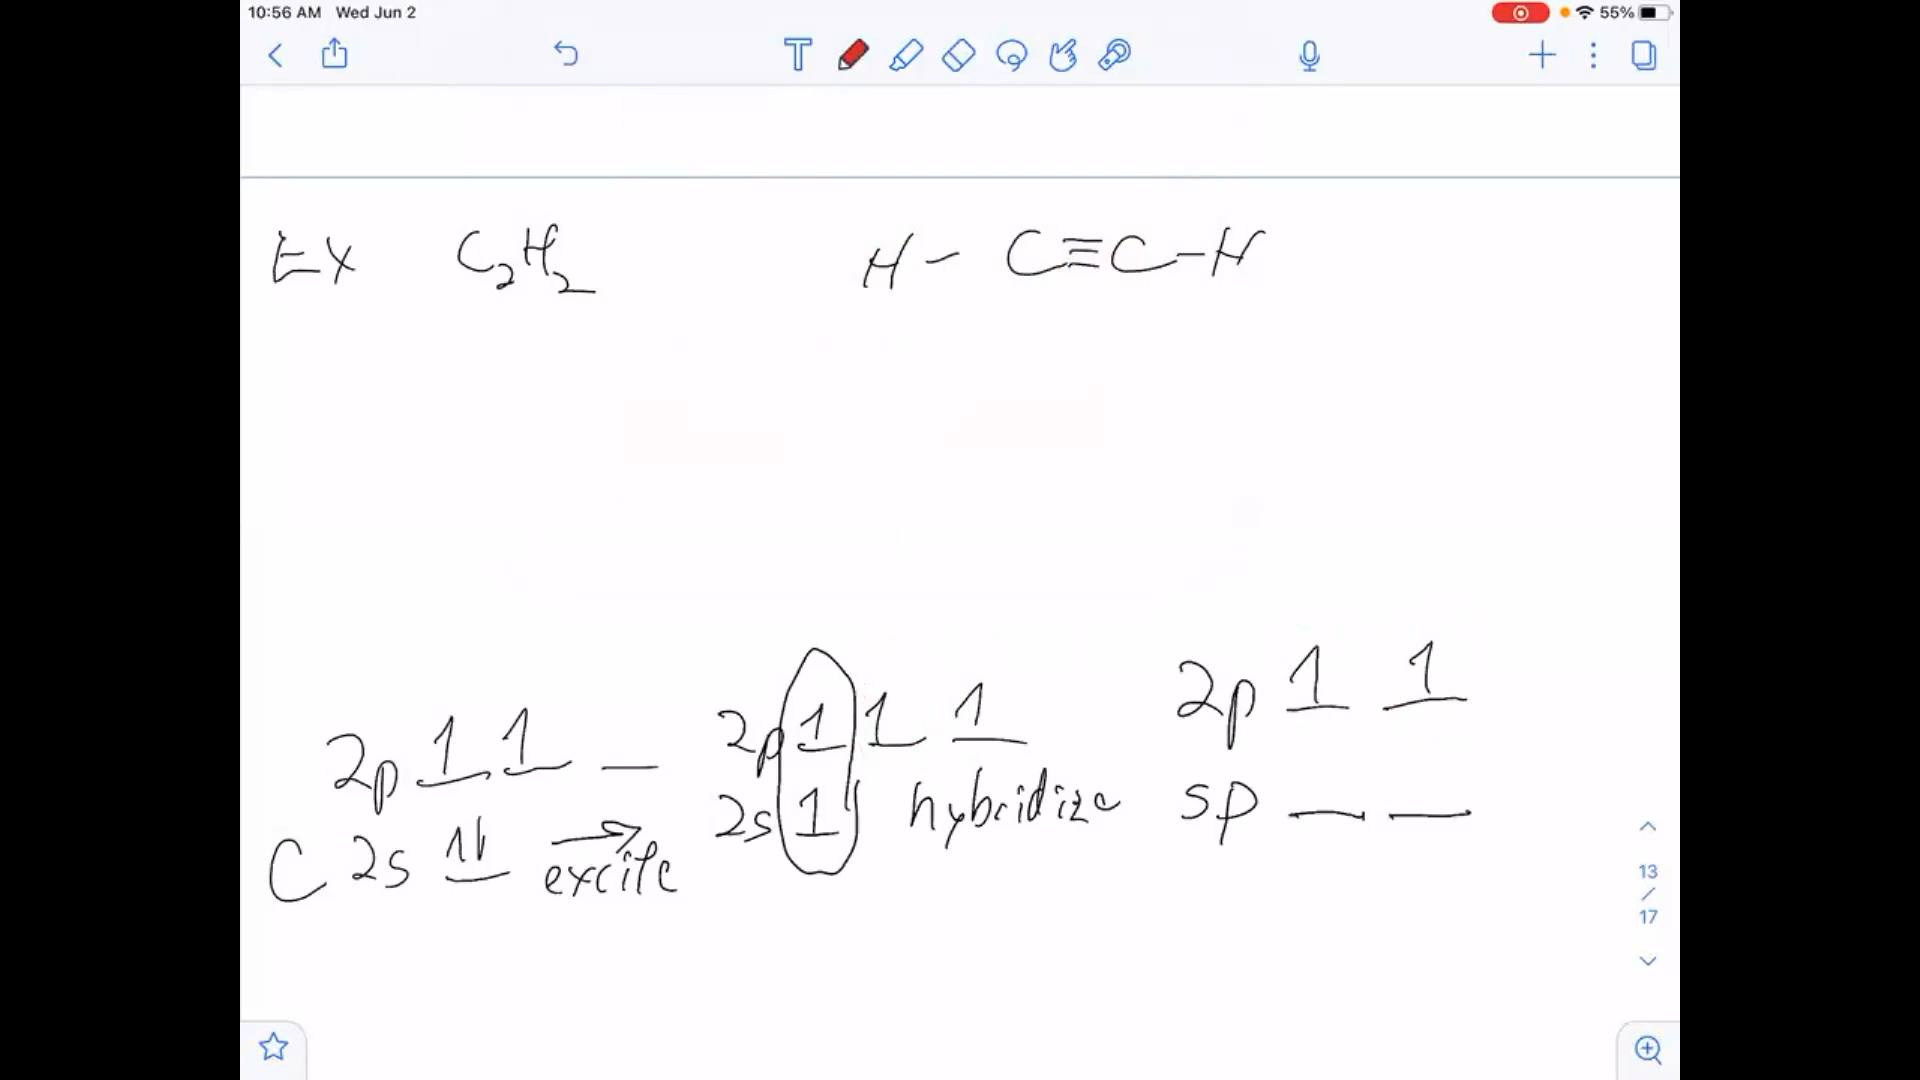 10:56 AM Wed Jun 2 55%
EX C₂H₂ H - C≡C-H
2p 1 1 _ 2p 1 1 1 2p 1 1
C 2s 1l → excite 2s 1 hybridize sp _ _
13
/
17